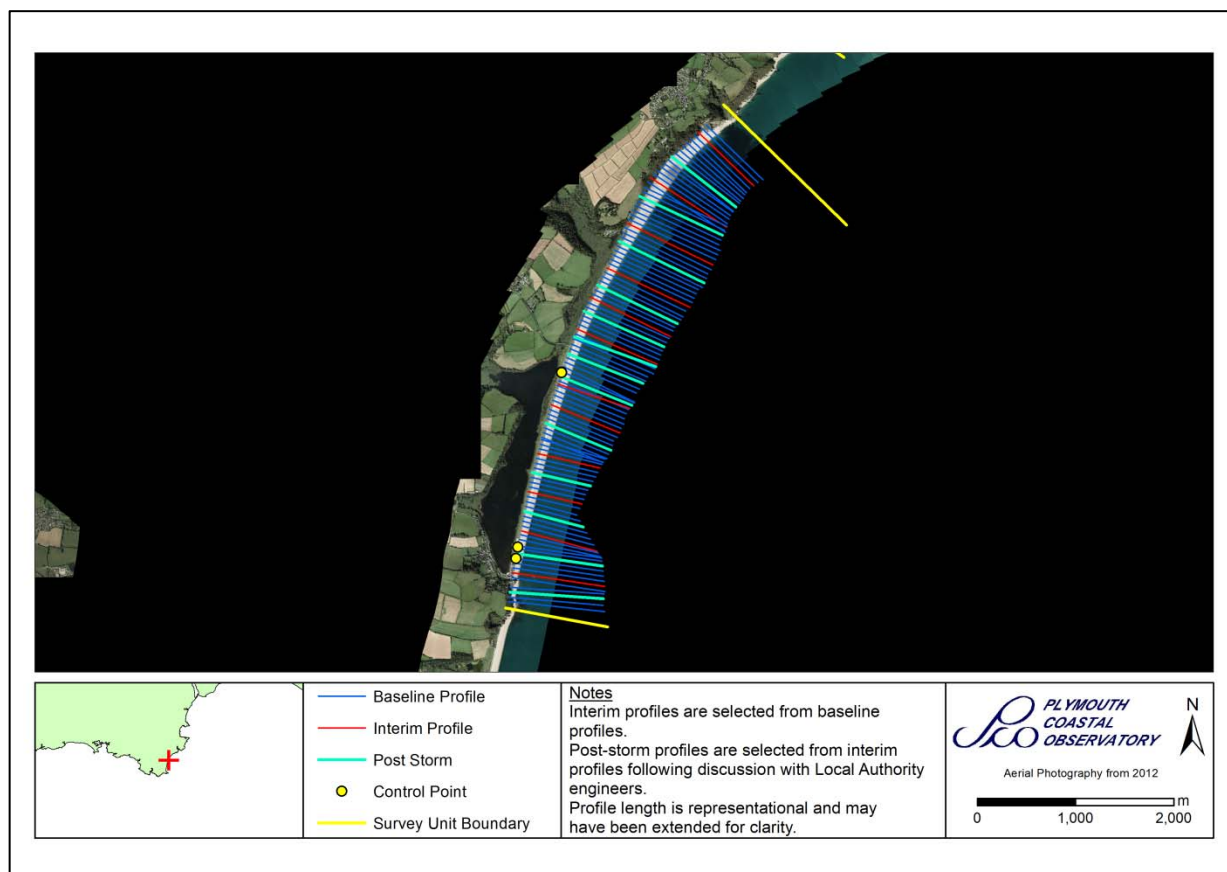 Baseline Profile
Interim Profile
Post Storm
Control Point
Survey Unit Boundary
Notes
Interim profiles are selected from baseline
profiles.
Post-storm profiles are selected from interim
profiles following discussion with Local Authority
engineers.
Profile length is representational and may
have been extended for clarity.
PLYMOUTH
COASTAL
OBSERVATORY
N
Aerial Photography from 2012
m
0 1,000 2,000